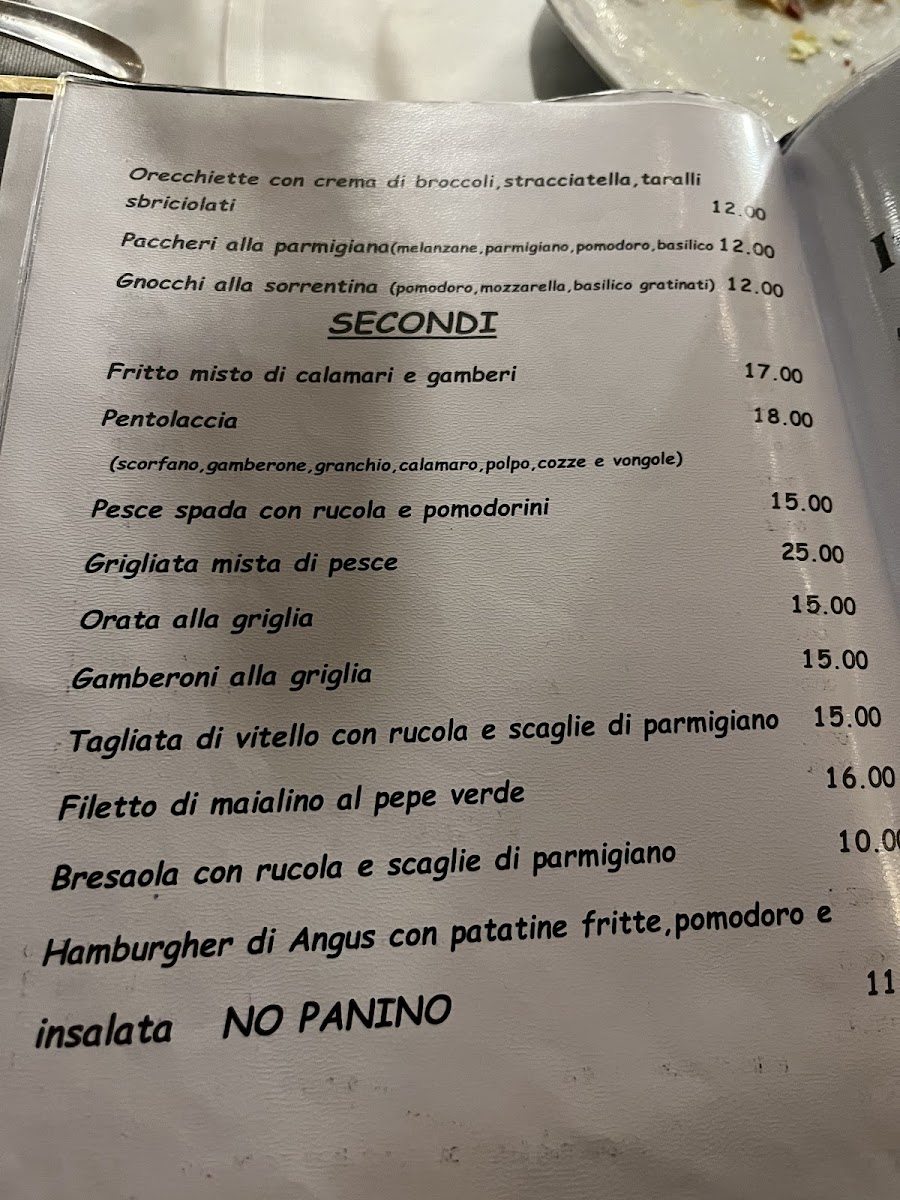 Orecchiette con crema di broccoli,stracciatella,taralli
sbriciolati 12.00
Paccheri alla parmigiana(melanzane,parmigiano,pomodoro,basilico 12.00
Gnocchi alla sorrentina (pomodoro,mozzarella,basilico gratinati) 12.00
SECONDI
Fritto misto di calamari e gamberi 17.00
Pentolaccia 18.00
(scorfano,gamberone,granchio,calamaro,polpo,cozze e vongole)
Pesce spada con rucola e pomodorini 15.00
Grigliata mista di pesce 25.00
Orata alla griglia 15.00
Gamberoni alla griglia 15.00
Tagliata di vitello con rucola e scaglie di parmigiano 15.00
Filetto di maialino al pepe verde 16.00
Bresaola con rucola e scaglie di parmigiano 10.00
Hamburgher di Angus con patatine fritte,pomodoro e
insalata NO PANINO 11